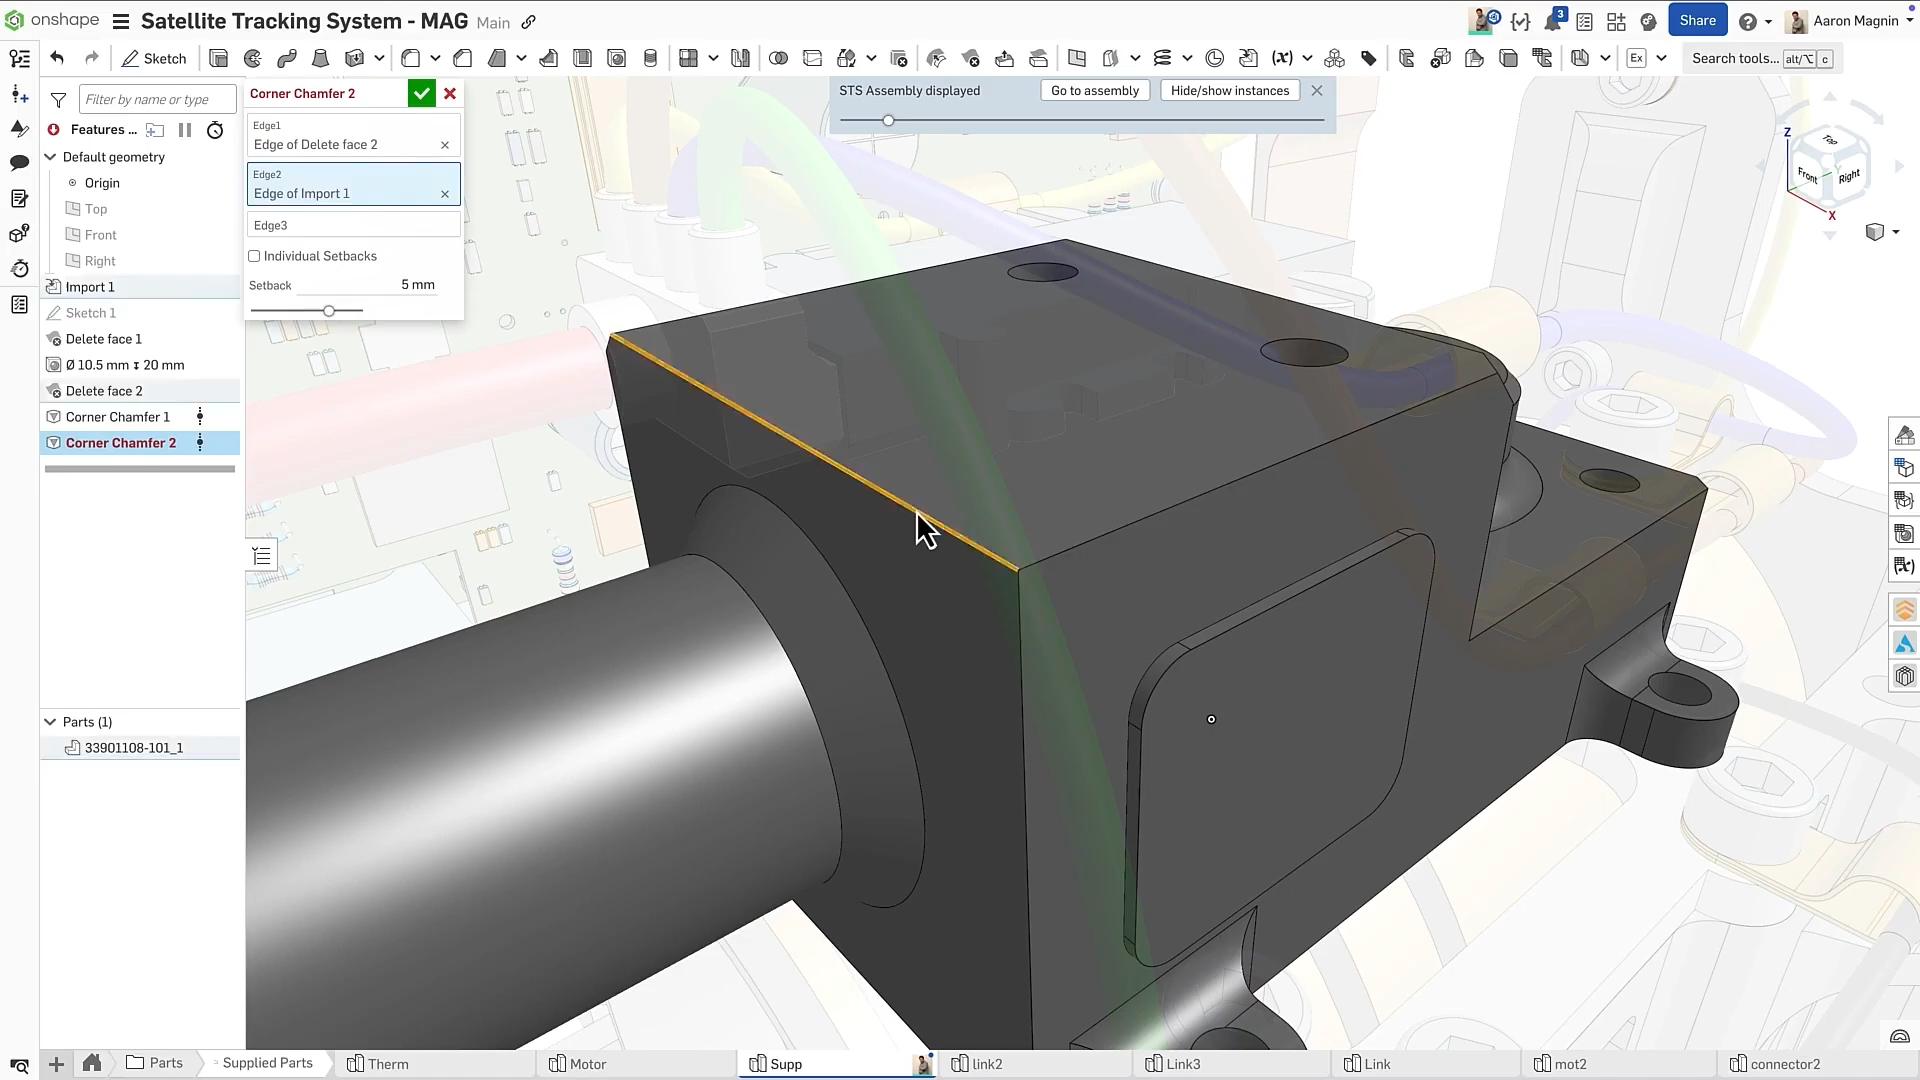 onshape
Satellite Tracking System - MAG Main
3
Share
Aaron Magnin
Sketch
(x)
Ex
Search tools... alt/⌥ c
Filter by name or type
Features ...
Default geometry
Origin
Top
Front
Right
Import 1
Sketch 1
Delete face 1
Ø 10.5 mm ↧ 20 mm
Delete face 2
Corner Chamfer 1
Corner Chamfer 2
Parts (1)
33901108-101_1
Corner Chamfer 2
Edge1
Edge of Delete face 2
Edge2
Edge of Import 1
Edge3
Individual Setbacks
Setback 5 mm
STS Assembly displayed
Go to assembly
Hide/show instances
Z
Top
Front
Right
Y
X
(x)
Parts
Supplied Parts
Therm
Motor
Supp
link2
Link3
Link
mot2
connector2